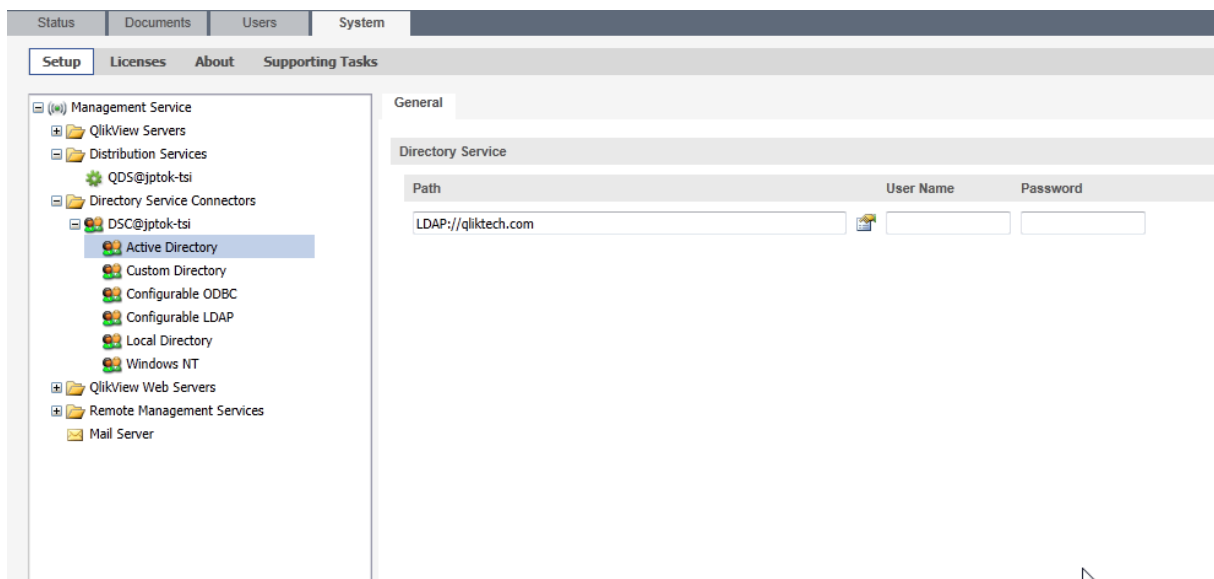 Status Documents Users System
Setup Licenses About Supporting Tasks
Management Service
QlikView Servers
Distribution Services
QDS@jptok-tsi
Directory Service Connectors
DSC@jptok-tsi
Active Directory
Custom Directory
Configurable ODBC
Configurable LDAP
Local Directory
Windows NT
QlikView Web Servers
Remote Management Services
Mail Server
General
Directory Service
Path User Name Password
LDAP://qliktech.com